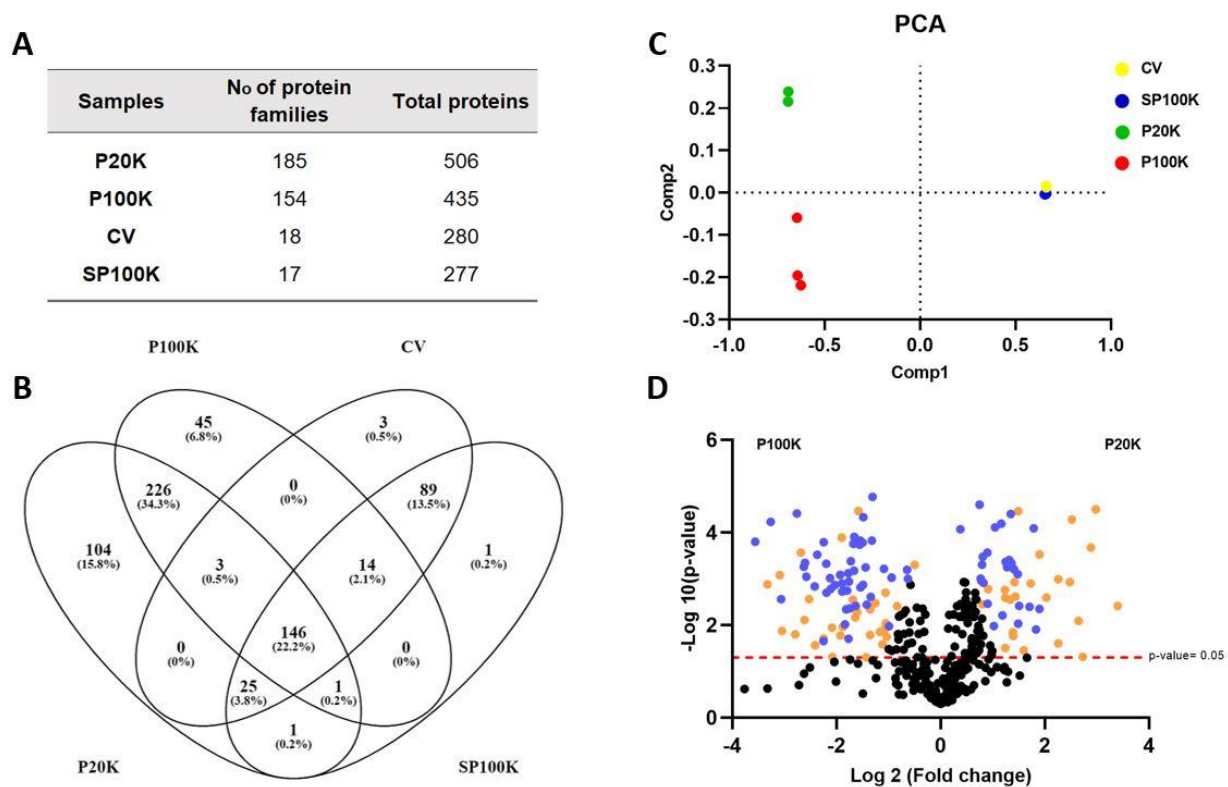 A
Samples
No of protein
families
Total proteins
P20K 185 506
P100K 154 435
CV 18 280
SP100K 17 277
B
P100K
CV
45
(6.8%)
3
(0.5%)
226
(34.3%)
0
(0%)
89
(13.5%)
104
(15.8%)
3
(0.5%)
14
(2.1%)
1
(0.2%)
0
(0%)
146
(22.2%)
0
(0%)
25
(3.8%)
1
(0.2%)
1
(0.2%)
P20K
SP100K
C
PCA
CV
SP100K
P20K
P100K
Comp2
0.3
0.2
0.1
0.0
-0.1
-0.2
-0.3
-1.0 -0.5 0.0 0.5 1.0
Comp1
D
P100K
P20K
-Log 10(p-value)
6
4
2
0
p-value= 0.05
-4 -2 0 2 4
Log 2 (Fold change)